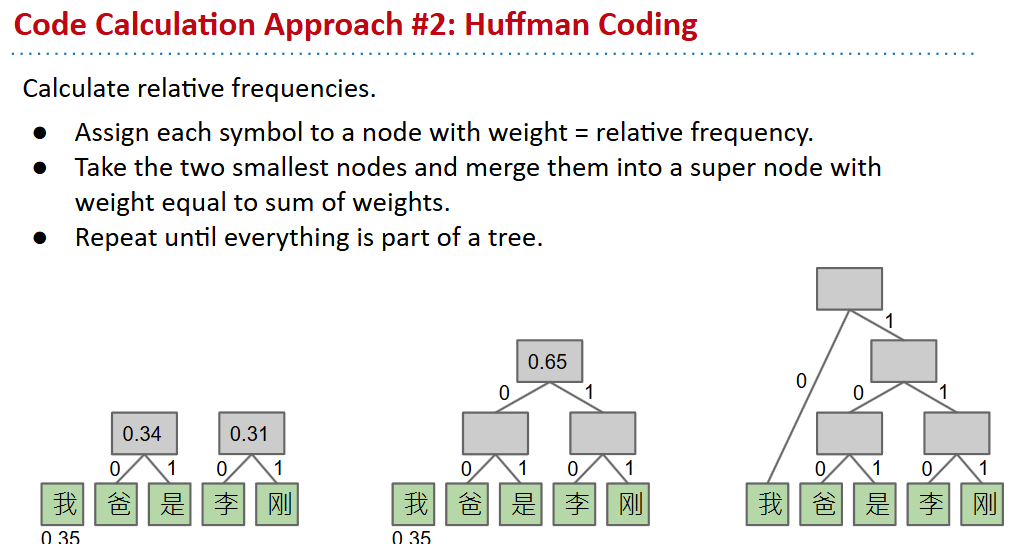 Code Calculation Approach #2: Huffman Coding
Calculate relative frequencies.
● Assign each symbol to a node with weight = relative frequency.
● Take the two smallest nodes and merge them into a super node with
weight equal to sum of weights.
● Repeat until everything is part of a tree.
1
0.65
0
0 1
0 1
0.34 0.31
0 1 0 1
0 1 0 1
0 1 0 1
我 爸 是 李 刚
我 爸 是 李 刚
我 爸 是 李 刚
0.35
0.35